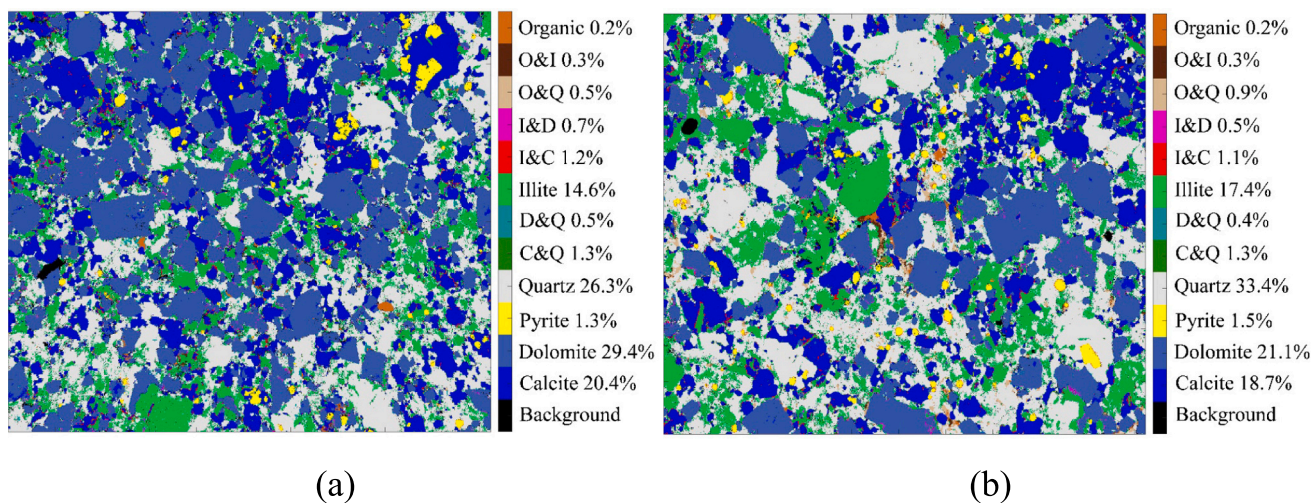 Organic 0.2%
O&I 0.3%
O&Q 0.5%
I&D 0.7%
I&C 1.2%
Illite 14.6%
D&Q 0.5%
C&Q 1.3%
Quartz 26.3%
Pyrite 1.3%
Dolomite 29.4%
Calcite 20.4%
Background
(a)
Organic 0.2%
O&I 0.3%
O&Q 0.9%
I&D 0.5%
I&C 1.1%
Illite 17.4%
D&Q 0.4%
C&Q 1.3%
Quartz 33.4%
Pyrite 1.5%
Dolomite 21.1%
Calcite 18.7%
Background
(b)